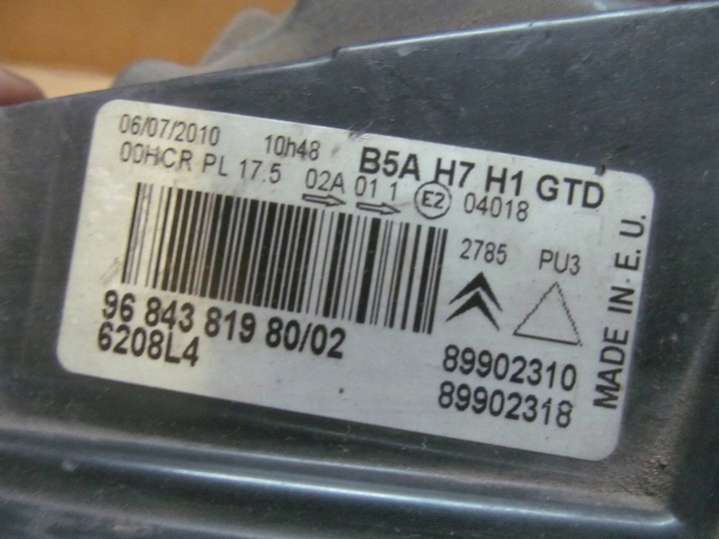 06/07/2010 10h48 B5A H7 H1 GTD
00HCR PL 17.5 02A 01 1 E2 04018
2785 PU3
96 843 819 80/02
6208L4
89902310
89902318
MADE IN E.U.